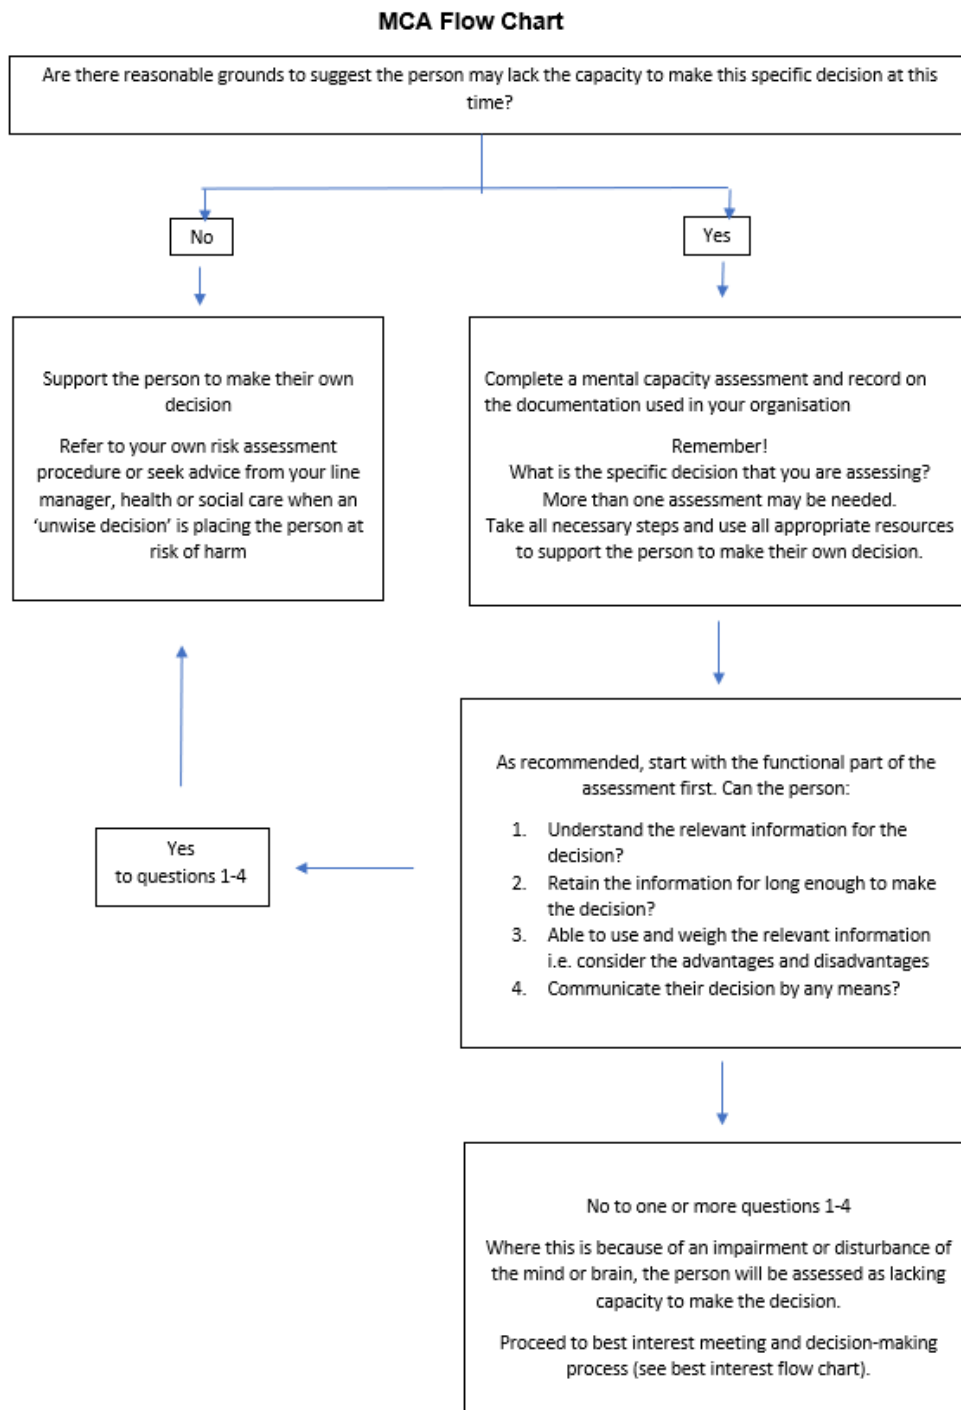 MCA Flow Chart
Are there reasonable grounds to suggest the person may lack the capacity to make this specific decision at this
time?
No
Yes
Support the person to make their own
decision
Refer to your own risk assessment
procedure or seek advice from your line
manager, health or social care when an
‘unwise decision’ is placing the person at
risk of harm
Complete a mental capacity assessment and record on
the documentation used in your organisation
Remember!
What is the specific decision that you are assessing?
More than one assessment may be needed.
Take all necessary steps and use all appropriate resources
to support the person to make their own decision.
As recommended, start with the functional part of the
assessment first. Can the person:
1. Understand the relevant information for the
decision?
2. Retain the information for long enough to make
the decision?
3. Able to use and weigh the relevant information
i.e. consider the advantages and disadvantages
4. Communicate their decision by any means?
Yes
to questions 1-4
No to one or more questions 1-4
Where this is because of an impairment or disturbance of
the mind or brain, the person will be assessed as lacking
capacity to make the decision.
Proceed to best interest meeting and decision-making
process (see best interest flow chart).